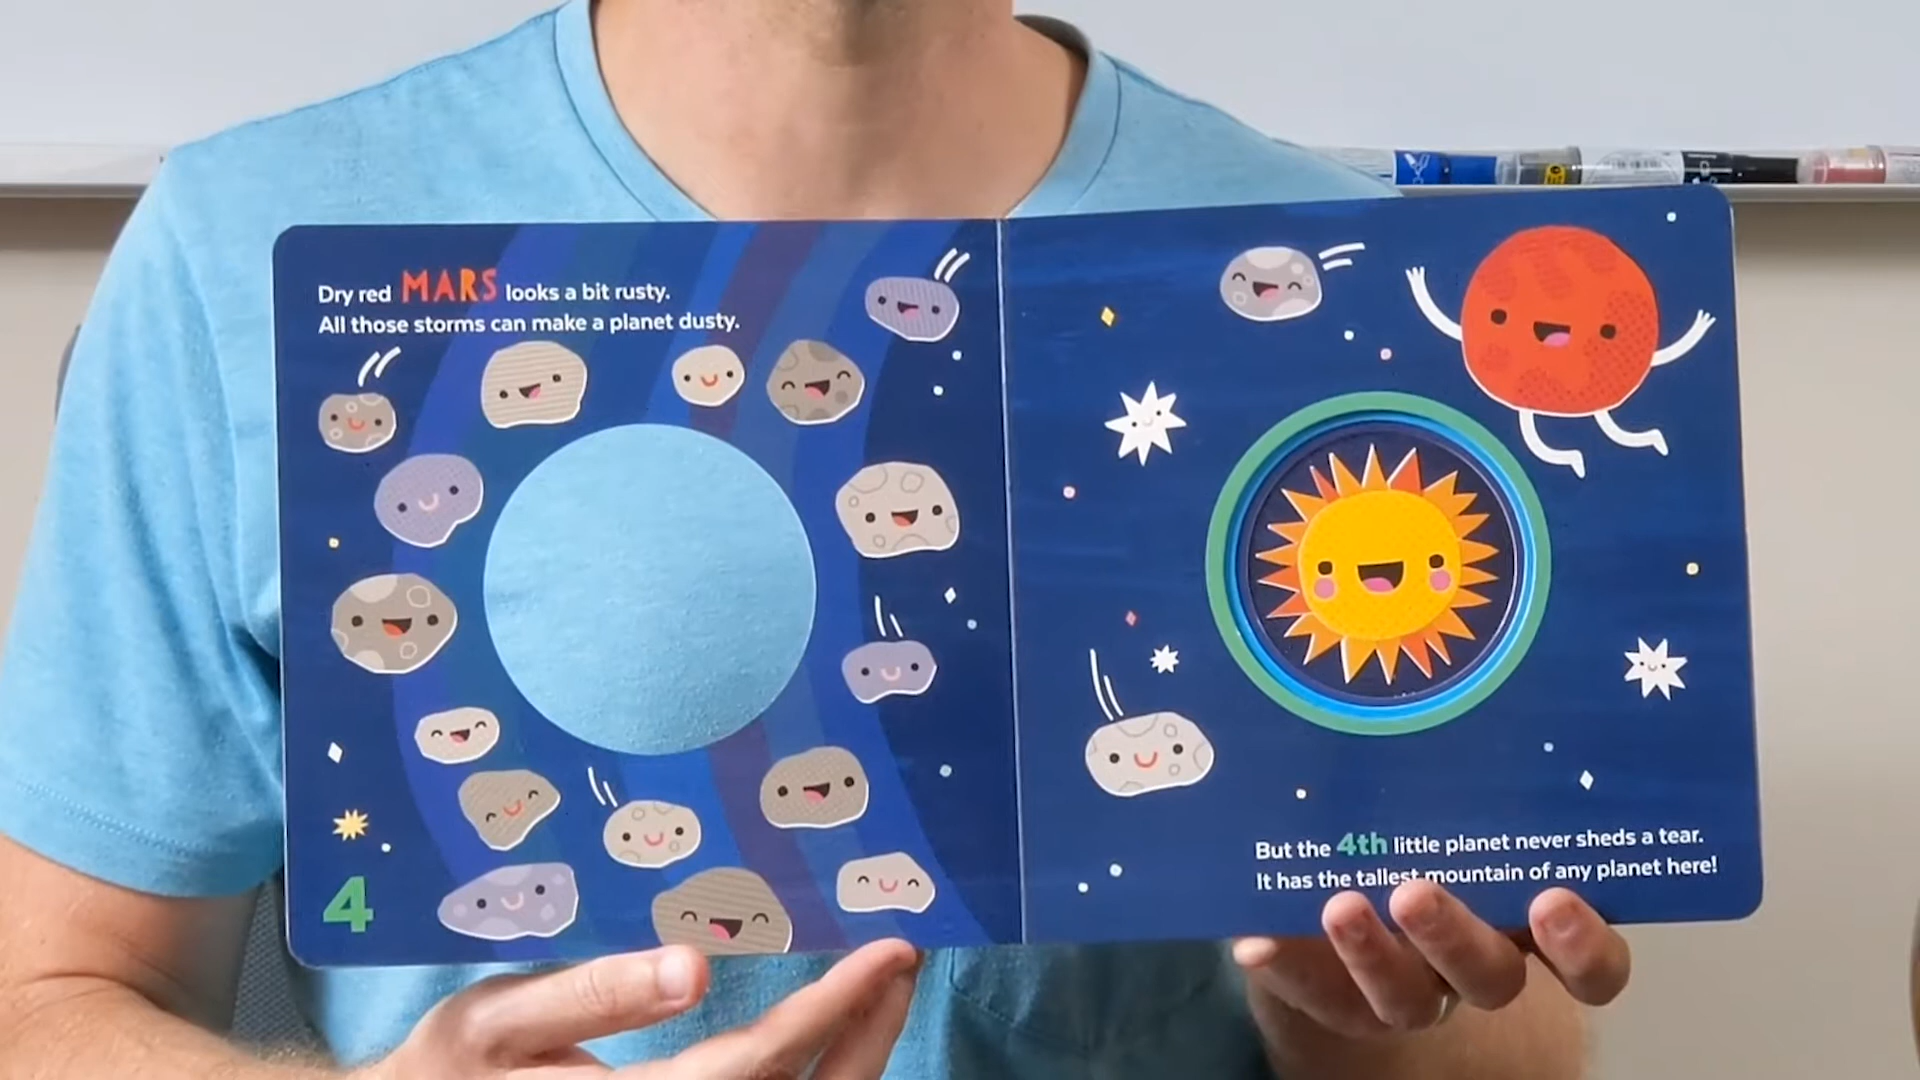 Dry red MARS looks a bit rusty.
All those storms can make a planet dusty.
4
But the 4th little planet never sheds a tear.
It has the tallest mountain of any planet here!